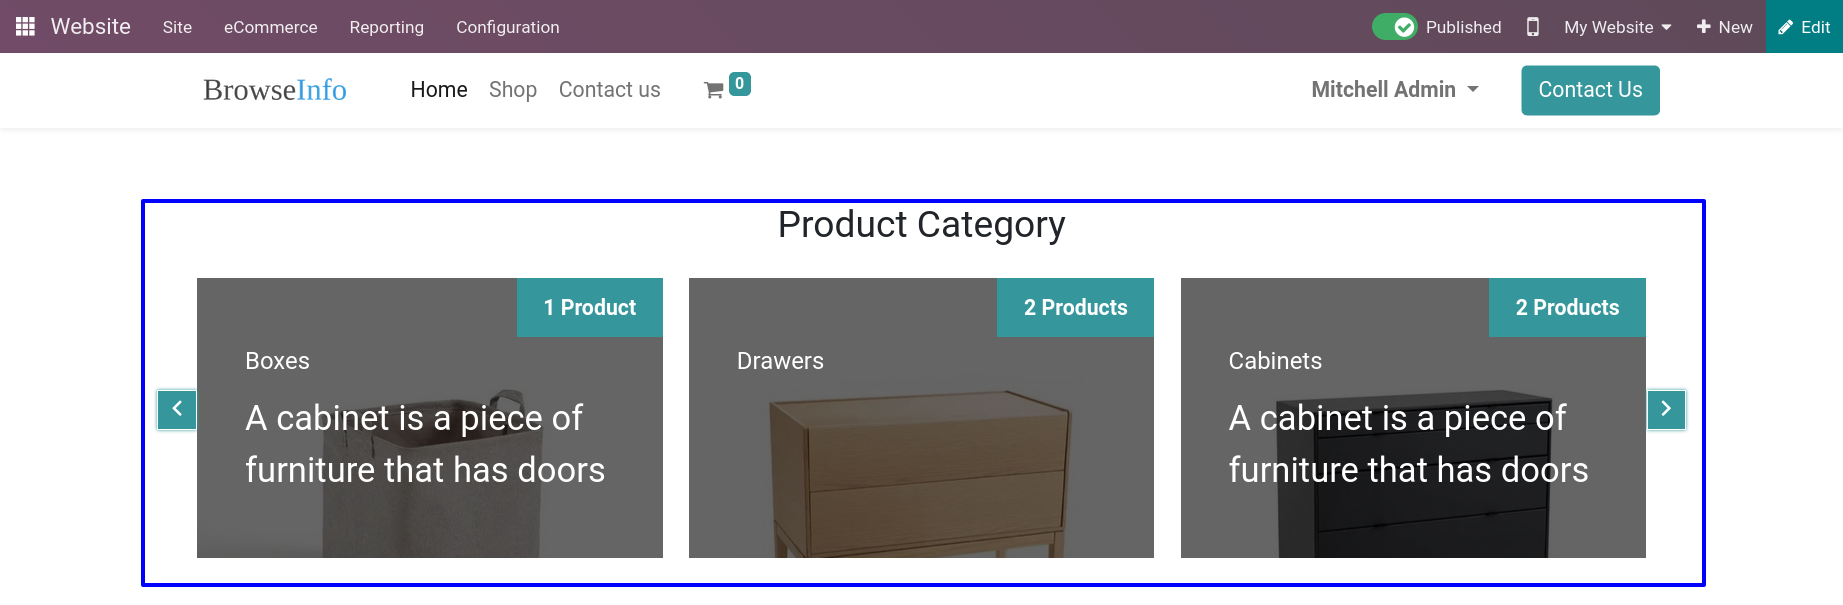 Website Site eCommerce Reporting Configuration Published My Website New Edit
BrowseInfo Home Shop Contact us 0 Mitchell Admin Contact Us
Product Category
1 Product
Boxes
A cabinet is a piece of
furniture that has doors
2 Products
Drawers
2 Products
Cabinets
A cabinet is a piece of
furniture that has doors